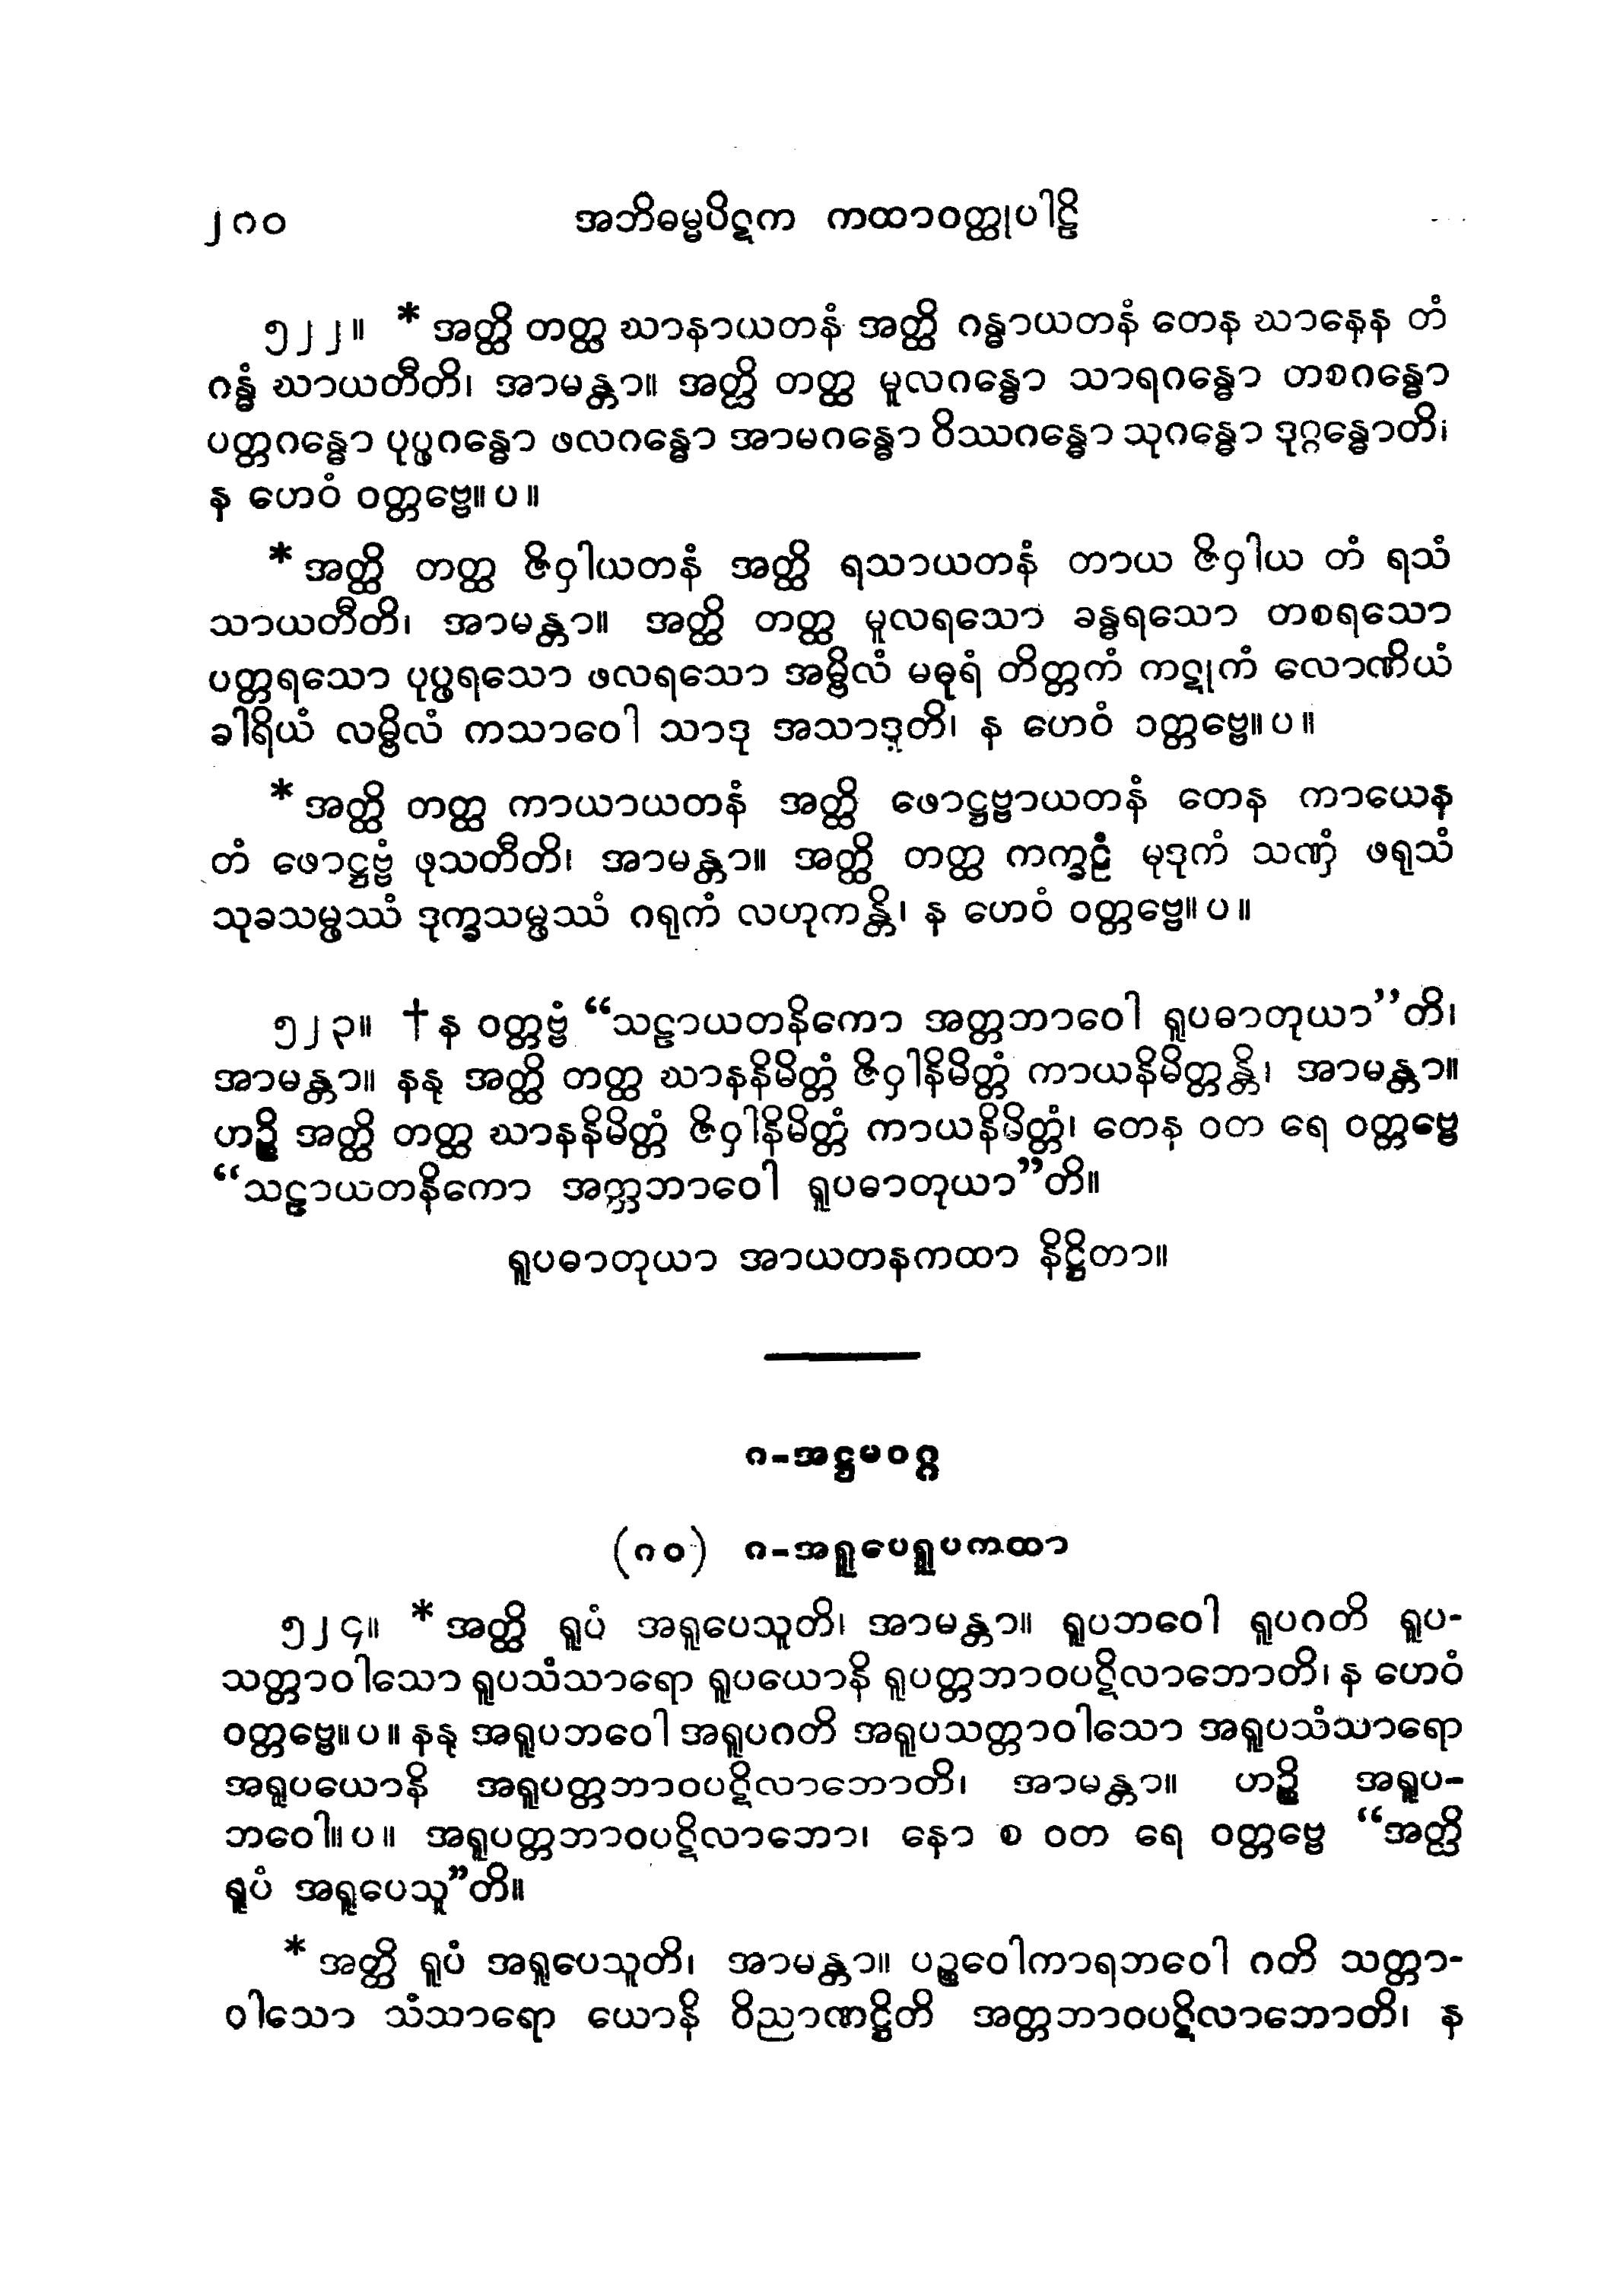 ၂၈၀ အဘိဓမ္မပိဋက ကထာဝတ္ထုပါဠိ
၅၂၂။ * အတ္ထိ တတ္ထ ဃာနာယတနံ အတ္ထိ ဂန္ဓာယတနံ တေန ဃာနေန တံ
ဂန္ဓံ ဃာယတီတိ၊ အာမန္တာ။ အတ္ထိ တတ္ထ မူလဂန္ဓော သာရဂန္ဓော တစဂန္ဓော
ပတ္တဂန္ဓော ပုပ္ဖဂန္ဓော ဖလဂန္ဓော အာမဂန္ဓော ဝိဿဂန္ဓော သုဂန္ဓော ဒုဂ္ဂန္ဓောတိ၊
န ဟေဝံ ဝတ္တဗ္ဗေ။ ပ ။
* အတ္ထိ တတ္ထ ဇိဝှါယတနံ အတ္ထိ ရသာယတနံ တာယ ဇိဝှါယ တံ ရသံ
သာယတီတိ၊ အာမန္တာ။ အတ္ထိ တတ္ထ မူလရသော ခန္ဓရသော တစရသော
ပတ္တရသော ပုပ္ဖရသော ဖလရသော အမ္ဗိလံ မဓုရံ တိတ္တကံ ကဋုကံ လောဏိယံ
ခါရိယံ လမ္ဗိလံ ကသာဝေါ သာဒု အသာဒူတိ၊ န ဟေဝံ ဝတ္တဗ္ဗေ။ ပ ။
* အတ္ထိ တတ္ထ ကာယာယတနံ အတ္ထိ ဖောဋ္ဌဗ္ဗာယတနံ တေန ကာယေန
တံ ဖောဋ္ဌဗ္ဗံ ဖုသတီတိ၊ အာမန္တာ။ အတ္ထိ တတ္ထ ကက္ခဠံ မုဒုကံ သဏှံ ဖရုသံ
သုခသမ္ဖဿံ ဒုက္ခသမ္ဖဿံ ဂရုကံ လဟုကန္တိ၊ န ဟေဝံ ဝတ္တဗ္ဗေ။ ပ ။
၅၂၃။ † န ဝတ္တဗ္ဗံ “သဠာယတနိကော အတ္တဘာဝေါ ရူပဓာတုယာ”တိ၊
အာမန္တာ။ နနု အတ္ထိ တတ္ထ ဃာနနိမိတ္တံ ဇိဝှါနိမိတ္တံ ကာယနိမိတ္တန္တိ၊ အာမန္တာ။
ဟဉ္စိ အတ္ထိ တတ္ထ ဃာနနိမိတ္တံ ဇိဝှါနိမိတ္တံ ကာယနိမိတ္တံ၊ တေန ဝတ ရေ ဝတ္တဗ္ဗေ
“သဠာယတနိကော အတ္တဘာဝေါ ရူပဓာတုယာ”တိ။
ရူပဓာတုယာ အာယတနကထာ နိဋ္ဌိတာ။
၈-အဋ္ဌမဝဂ္ဂ
(၈၀) ၈-အရူပေရူပကထာ
၅၂၄။ * အတ္ထိ ရူပံ အရူပေသူတိ၊ အာမန္တာ။ ရူပဘဝေါ ရူပဂတိ ရူပ-
သတ္တာဝါသော ရူပသံသာရော ရူပယောနိ ရူပတ္တဘာဝပဋိလာဘောတိ၊ န ဟေဝံ
ဝတ္တဗ္ဗေ။ ပ ။ နနု အရူပဘဝေါ အရူပဂတိ အရူပသတ္တာဝါသော အရူပသံသာရော
အရူပယောနိ အရူပတ္တဘာဝပဋိလာဘောတိ၊ အာမန္တာ။ ဟဉ္စိ အရူပ-
ဘဝေါ။ ပ ။ အရူပတ္တဘာဝပဋိလာဘော၊ နော စ ဝတ ရေ ဝတ္တဗ္ဗေ “အတ္ထိ
ရူပံ အရူပေသူ”တိ။
* အတ္ထိ ရူပံ အရူပေသူတိ၊ အာမန္တာ။ ပဉ္စဝေါကာရဘဝေါ ဂတိ သတ္တာ-
ဝါသော သံသာရော ယောနိ ဝိညာဏဋ္ဌိတိ အတ္တဘာဝပဋိလာဘောတိ၊ န